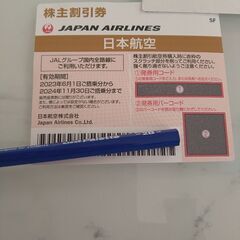 株主割引券
SF
JAPAN AIRLINES
日本航空
JALグループ国内全路線に
ご利用いただけます。
[有効期間]
2023年6月1日ご搭乗分から
2024年11月30日ご搭乗分まで
日本航空株式会社
Japan Airlines Co.,Ltd.
①発券用コード
②発券用バーコード